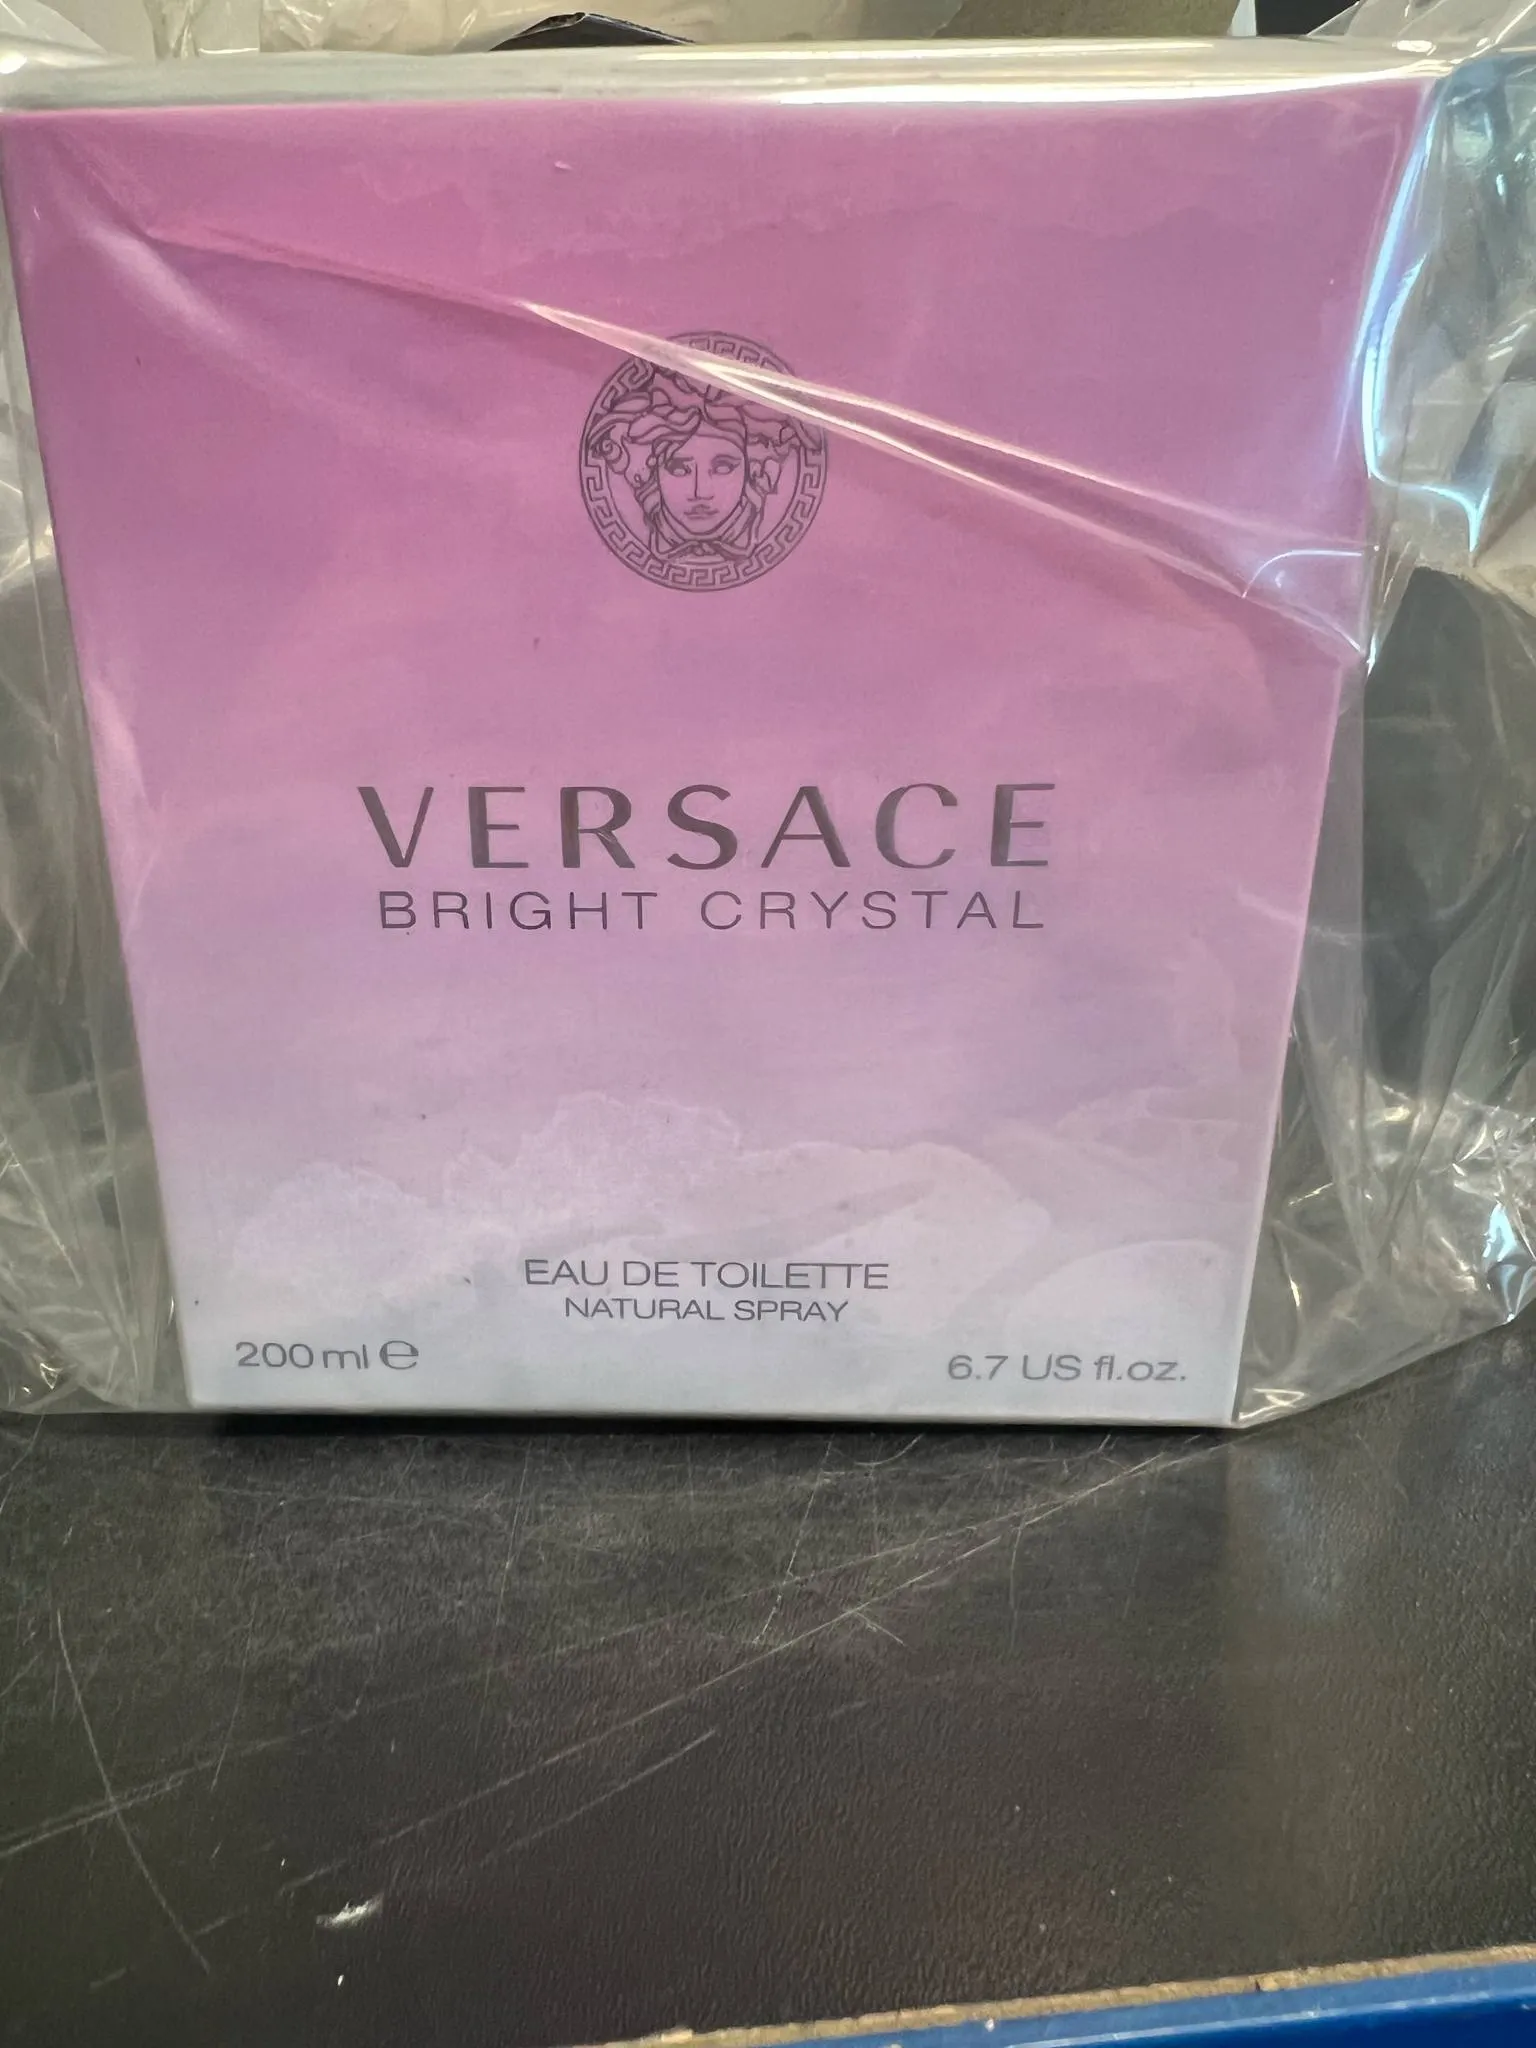 VERSACE
BRIGHT CRYSTAL
EAU DE TOILETTE
NATURAL SPRAY
200 ml ℮
6.7 US fl.oz.